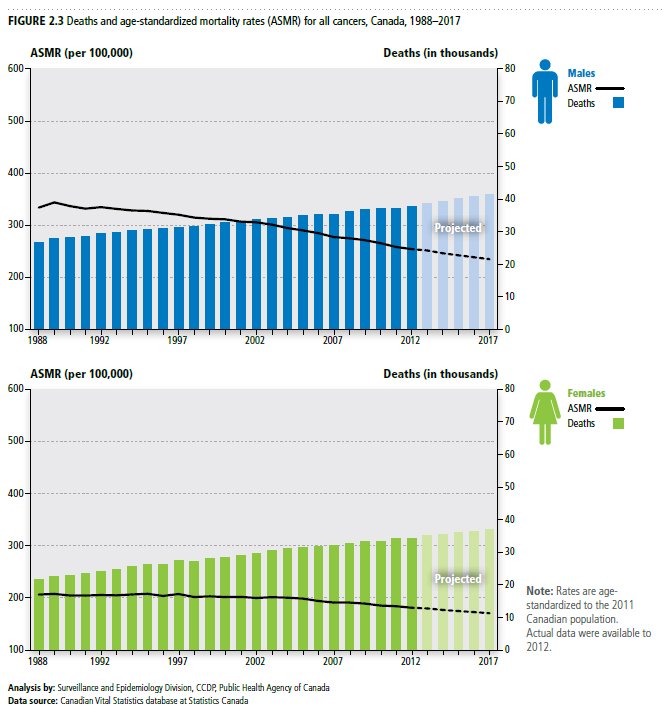 FIGURE 2.3 Deaths and age-standardized mortality rates (ASMR) for all cancers, Canada, 1988–2017
ASMR (per 100,000)
Deaths (in thousands)
600
500
400
300
200
100
80
70
60
50
40
30
20
10
0
Projected
1988
1992
1997
2002
2007
2012
2017
Males
ASMR
Deaths
ASMR (per 100,000)
Deaths (in thousands)
600
500
400
300
200
100
80
70
60
50
40
30
20
10
0
Projected
1988
1992
1997
2002
2007
2012
2017
Females
ASMR
Deaths
Note: Rates are age-
standardized to the 2011
Canadian population.
Actual data were available to
2012.
Analysis by: Surveillance and Epidemiology Division, CCDP, Public Health Agency of Canada
Data source: Canadian Vital Statistics database at Statistics Canada